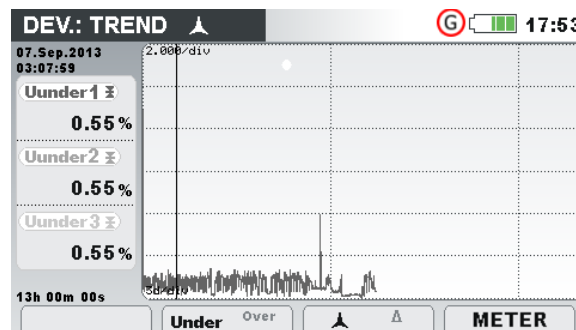 DEV.: TREND
G
17:53
07.Sep.2013
03:07:59
2.000/div
Uunder1
0.55%
Uunder2
0.55%
Uunder3
0.55%
3d/div
13h 00m 00s
Under Over
Δ
METER